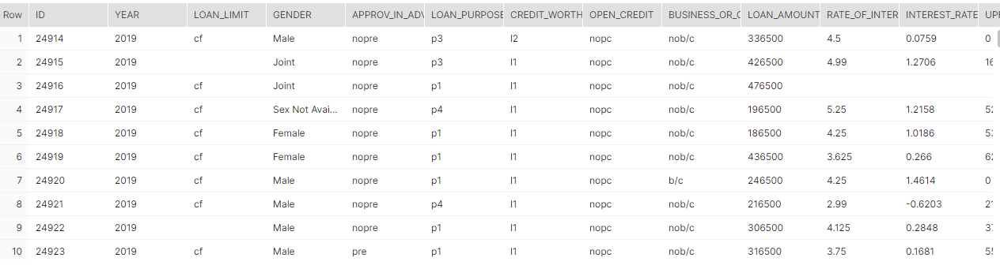 Row ID YEAR LOAN_LIMIT GENDER APPROV_IN_ADV LOAN_PURPOSE CREDIT_WORTH OPEN_CREDIT BUSINESS_OR_C LOAN_AMOUNT RATE_OF_INTER INTEREST_RATE UPF
1 24914 2019 cf Male nopre p3 l2 nopc nob/c 336500 4.5 0.0759 0
2 24915 2019 Joint nopre p3 l1 nopc nob/c 426500 4.99 1.2706 16
3 24916 2019 cf Joint nopre p1 l1 nopc nob/c 476500
4 24917 2019 cf Sex Not Avai... nopre p4 l1 nopc nob/c 196500 5.25 1.2158 52
5 24918 2019 cf Female nopre p1 l1 nopc nob/c 186500 4.25 1.0186 53
6 24919 2019 cf Female nopre p1 l1 nopc nob/c 436500 3.625 0.266 62
7 24920 2019 cf Male nopre p1 l1 nopc b/c 246500 4.25 1.4614 0
8 24921 2019 cf Male nopre p4 l1 nopc nob/c 216500 2.99 -0.6203 21
9 24922 2019 Male nopre p1 l1 nopc nob/c 306500 4.125 0.2848 37
10 24923 2019 cf Male pre p1 l1 nopc nob/c 316500 3.75 0.1681 55